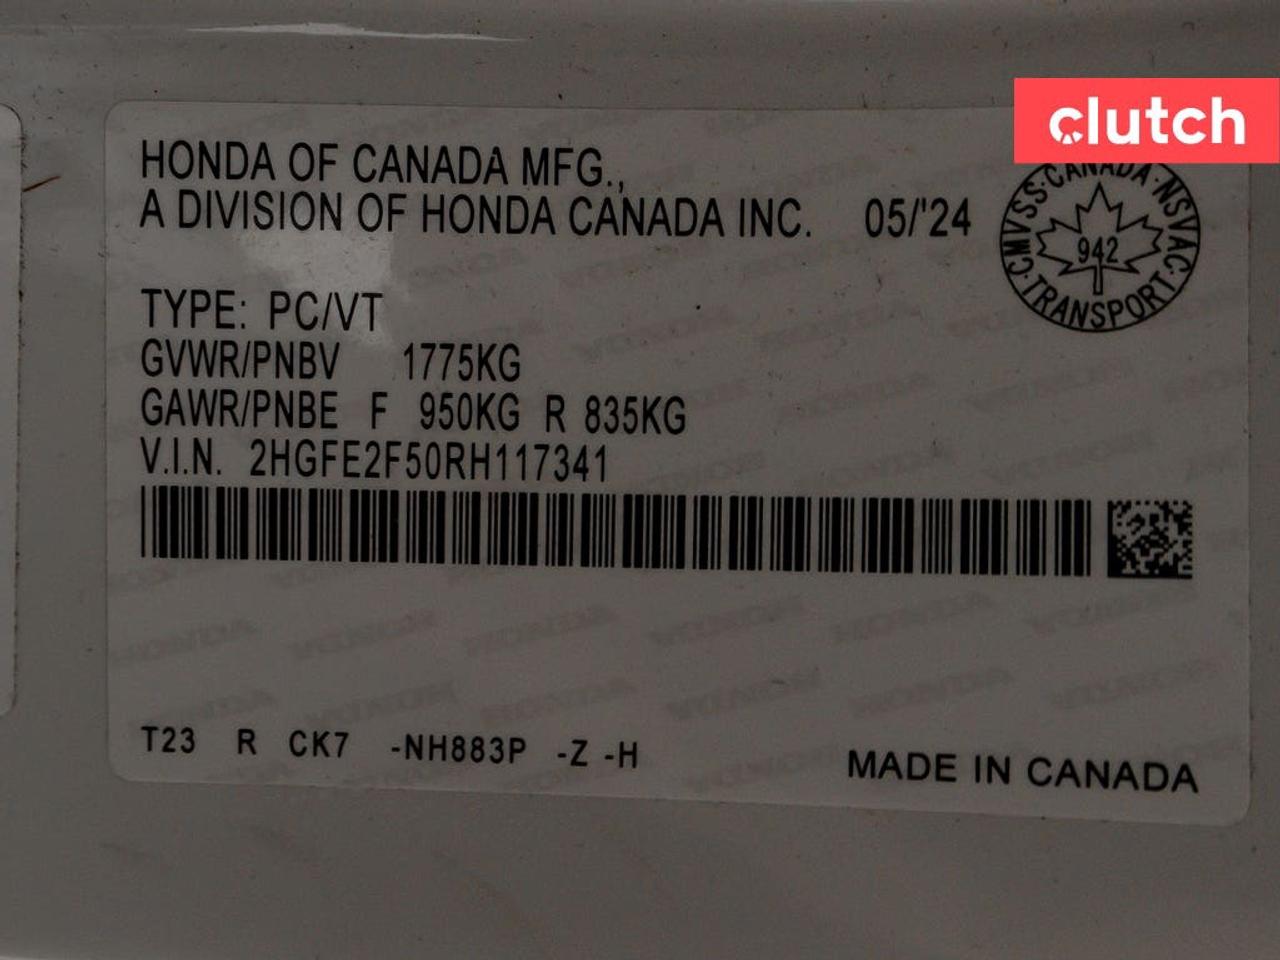 clutch
HONDA OF CANADA MFG.,
A DIVISION OF HONDA CANADA INC. 05/'24
CMVSS·CANADA·NSVAC·TRANSPORT·
942
TYPE: PC/VT
GVWR/PNBV 1775KG
GAWR/PNBE F 950KG R 835KG
V.I.N. 2HGFE2F50RH117341
T23 R CK7 -NH883P -Z -H
MADE IN CANADA